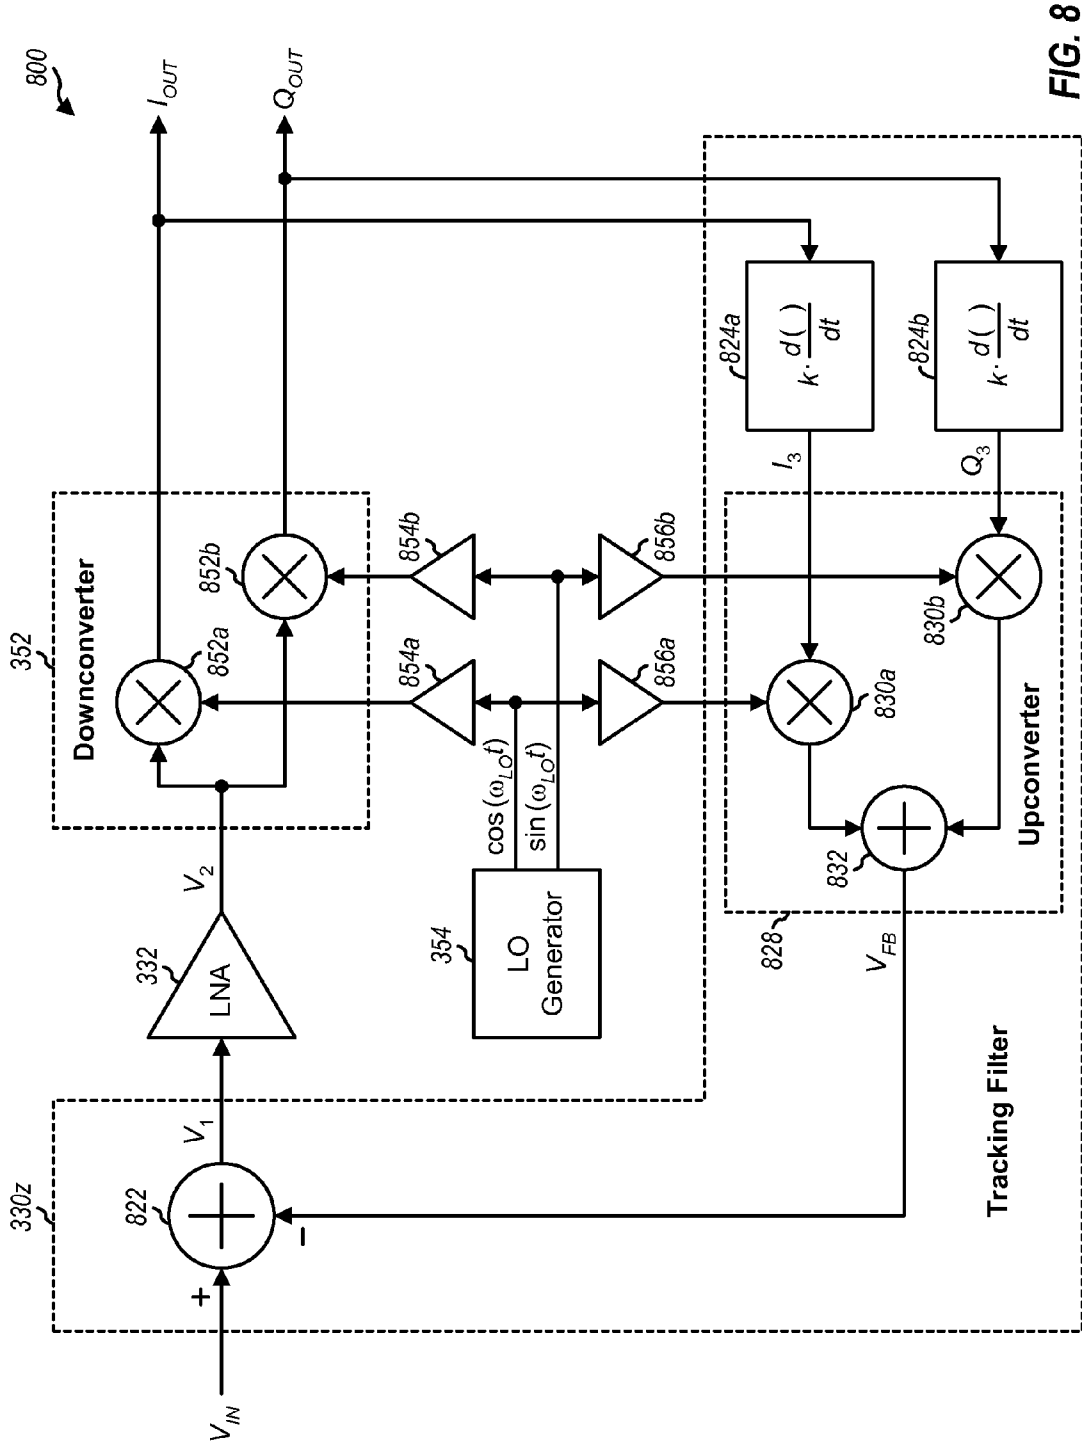 800
330z
822
V_IN
+
−
V_1
332
LNA
V_2
352
Downconverter
852a
852b
I_OUT
Q_OUT
354
LO
Generator
cos (ω_LO t)
sin (ω_LO t)
854a
854b
856a
856b
828
V_FB
832
830a
830b
Upconverter
I_3
Q_3
824a
k · d( )/dt
824b
k · d( )/dt
Tracking Filter
FIG. 8